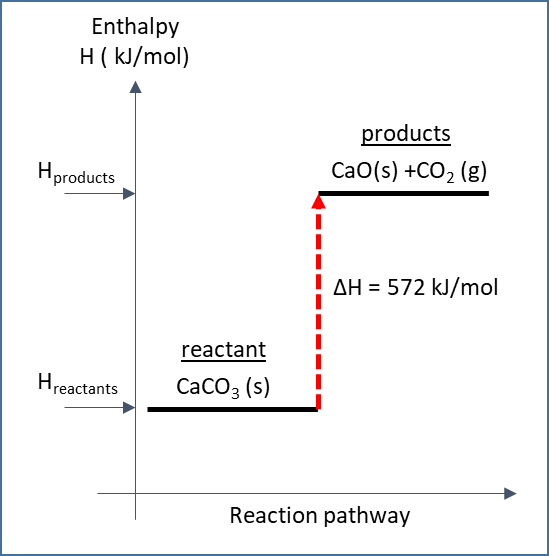 Enthalpy
H ( kJ/mol)
products
CaO(s) +CO₂ (g)
Hproducts
ΔH = 572 kJ/mol
reactant
CaCO₃ (s)
Hreactants
Reaction pathway